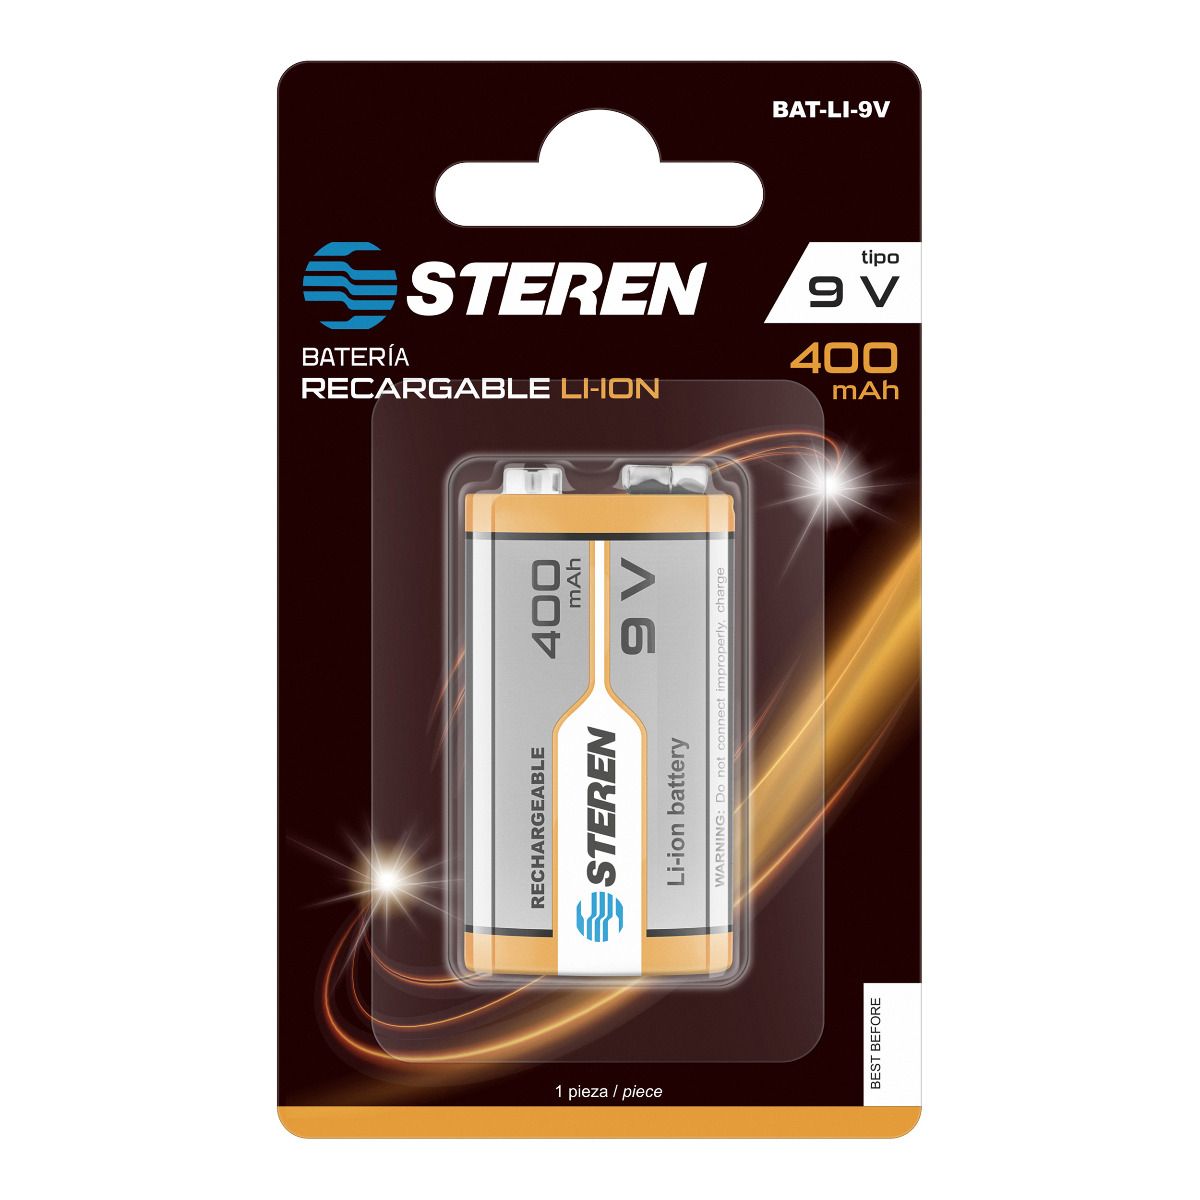 BAT-LI-9V
STEREN
tipo
9 V
BATERÍA
RECARGABLE LI-ION
400
mAh
400
mAh
9 V
RECHARGEABLE
STEREN
Li-ion battery
WARNING: Do not connect improperly, charge
BEST BEFORE
1 pieza / piece